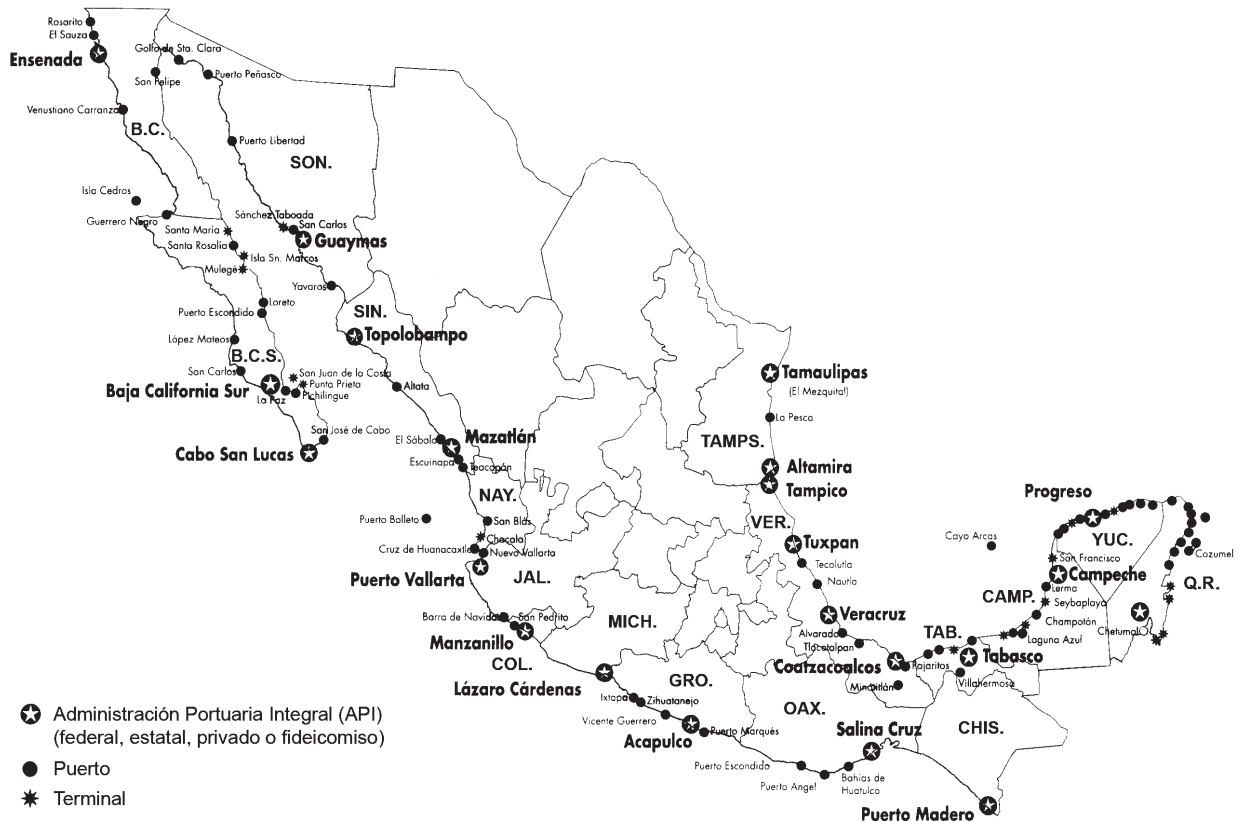 Rosarito
El Sauza
Ensenada
Golfo de Sta. Clara
San Felipe
Puerto Peñasco
Venustiano Carranza
B.C.
Puerto Libertad
SON.
Isla Cedros
Guerrero Negro
Sánchez Taboada
San Carlos
Guaymas
Santa María
Santa Rosalía
Isla Sn. Marcos
Mulegé
Yavaros
Loreto
Puerto Escondido
SIN.
Topolobampo
López Mateos
B.C.S.
San Carlos
San Juan de la Costa
Punta Prieta
Pichilingue
Baja California Sur
La Paz
Altata
Tamaulipas
(El Mezquital)
La Pesca
San José de Cabo
Cabo San Lucas
El Sábalo
Mazatlán
Escuinapa
Teacapán
TAMPS.
Altamira
Tampico
NAY.
Puerto Balleto
San Blás
Chacala
Cruz de Huanacaxtle
Nuevo Vallarta
Puerto Vallarta
JAL.
VER.
Tuxpan
Tecolutla
Nautla
Progreso
YUC.
Cayo Arcas
San Francisco
Campeche
Cozumel
Q.R.
Lerma
CAMP.
Seybaplaya
Champotón
Chetumal
Laguna Azul
Barra de Navidad
San Pedrito
Manzanillo
COL.
MICH.
Veracruz
Alvarado
Tlacotalpan
TAB.
Tabasco
Coatzacoalcos
Pajaritos
Minatitlán
Villahermosa
Lázaro Cárdenas
GRO.
Ixtapa
Zihuatanejo
Vicente Guerrero
Acapulco
Puerto Marqués
OAX.
Salina Cruz
CHIS.
Puerto Escondido
Puerto Angel
Bahías de
Huatulco
Puerto Madero
Administración Portuaria Integral (API)
(federal, estatal, privado o fideicomiso)
Puerto
Terminal